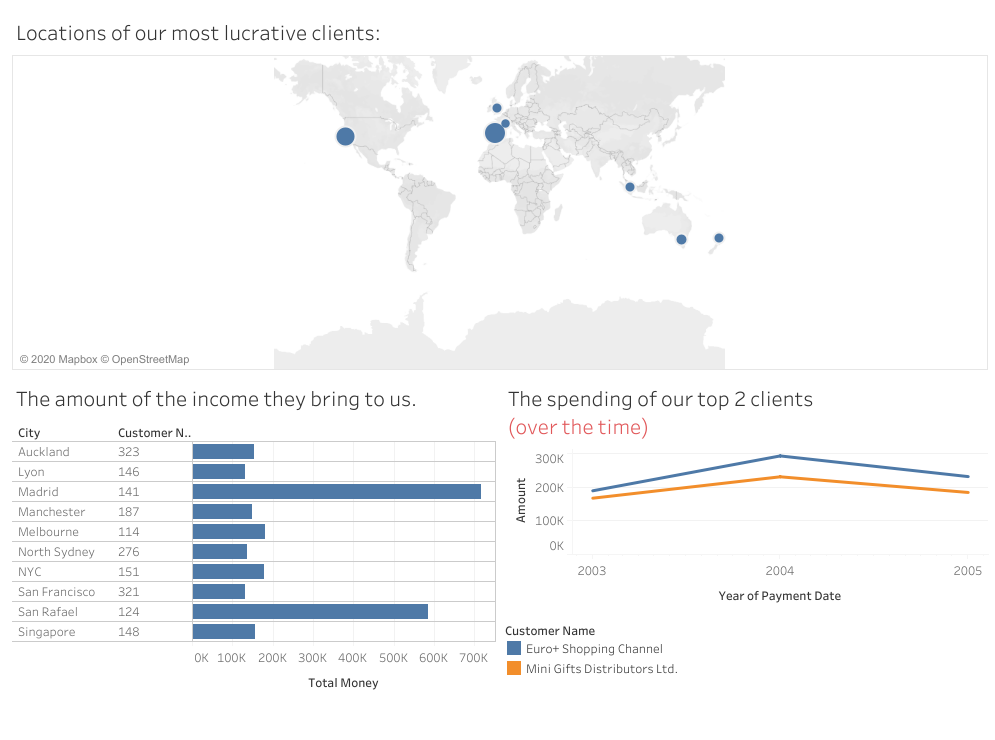 Locations of our most lucrative clients:
© 2020 Mapbox © OpenStreetMap
The amount of the income they bring to us.
City Customer N..
Auckland 323
Lyon 146
Madrid 141
Manchester 187
Melbourne 114
North Sydney 276
NYC 151
San Francisco 321
San Rafael 124
Singapore 148
0K 100K 200K 300K 400K 500K 600K 700K
Total Money
The spending of our top 2 clients
(over the time)
300K
200K
100K
0K
Amount
2003 2004 2005
Year of Payment Date
Customer Name
Euro+ Shopping Channel
Mini Gifts Distributors Ltd.